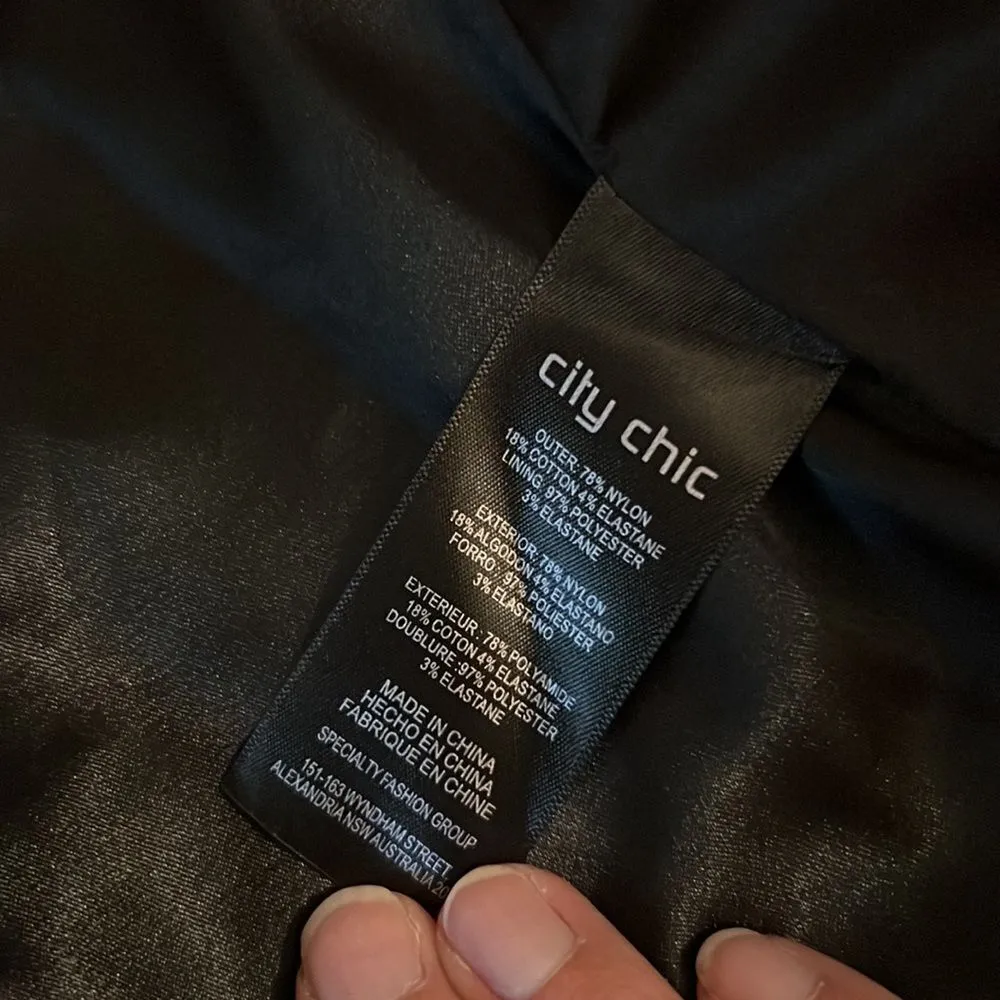 city chic
OUTER: 78% NYLON
18% COTTON 4% ELASTANE
LINING: 97% POLYESTER
3% ELASTANE
EXTERIOR: 78% NYLON
18% ALGODON 4% ELASTANO
FORRO : 97% POLIESTER
3% ELASTANO
EXTERIEUR : 78% POLYAMIDE
18% COTON 4% ELASTANE
DOUBLURE :97% POLYESTER
3% ELASTANE
MADE IN CHINA
HECHO EN CHINA
FABRIQUE EN CHINE
SPECIALTY FASHION GROUP
151-163 WYNDHAM STREET
ALEXANDRIA NSW AUSTRALIA